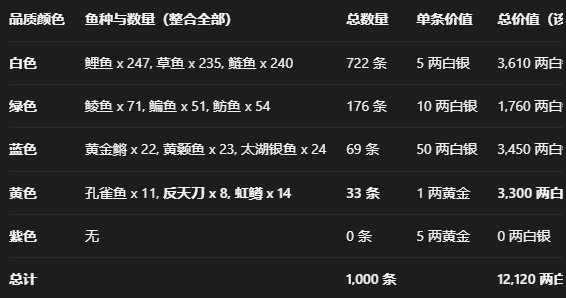 品质颜色 鱼种与数量（整合全部） 总数量 单条价值 总价值（该
白色 鲤鱼 x 247, 草鱼 x 235, 鲢鱼 x 240 722 条 5 两白银 3,610 两白
绿色 鲮鱼 x 71, 鳊鱼 x 51, 鲂鱼 x 54 176 条 10 两白银 1,760 两白
蓝色 黄金鳉 x 22, 黄颡鱼 x 23, 太湖银鱼 x 24 69 条 50 两白银 3,450 两白
黄色 孔雀鱼 x 11, 反天刀 x 8, 虹鳟 x 14 33 条 1 两黄金 3,300 两白
紫色 无 0 条 5 两黄金 0 两白银
总计 1,000 条 12,120 两白